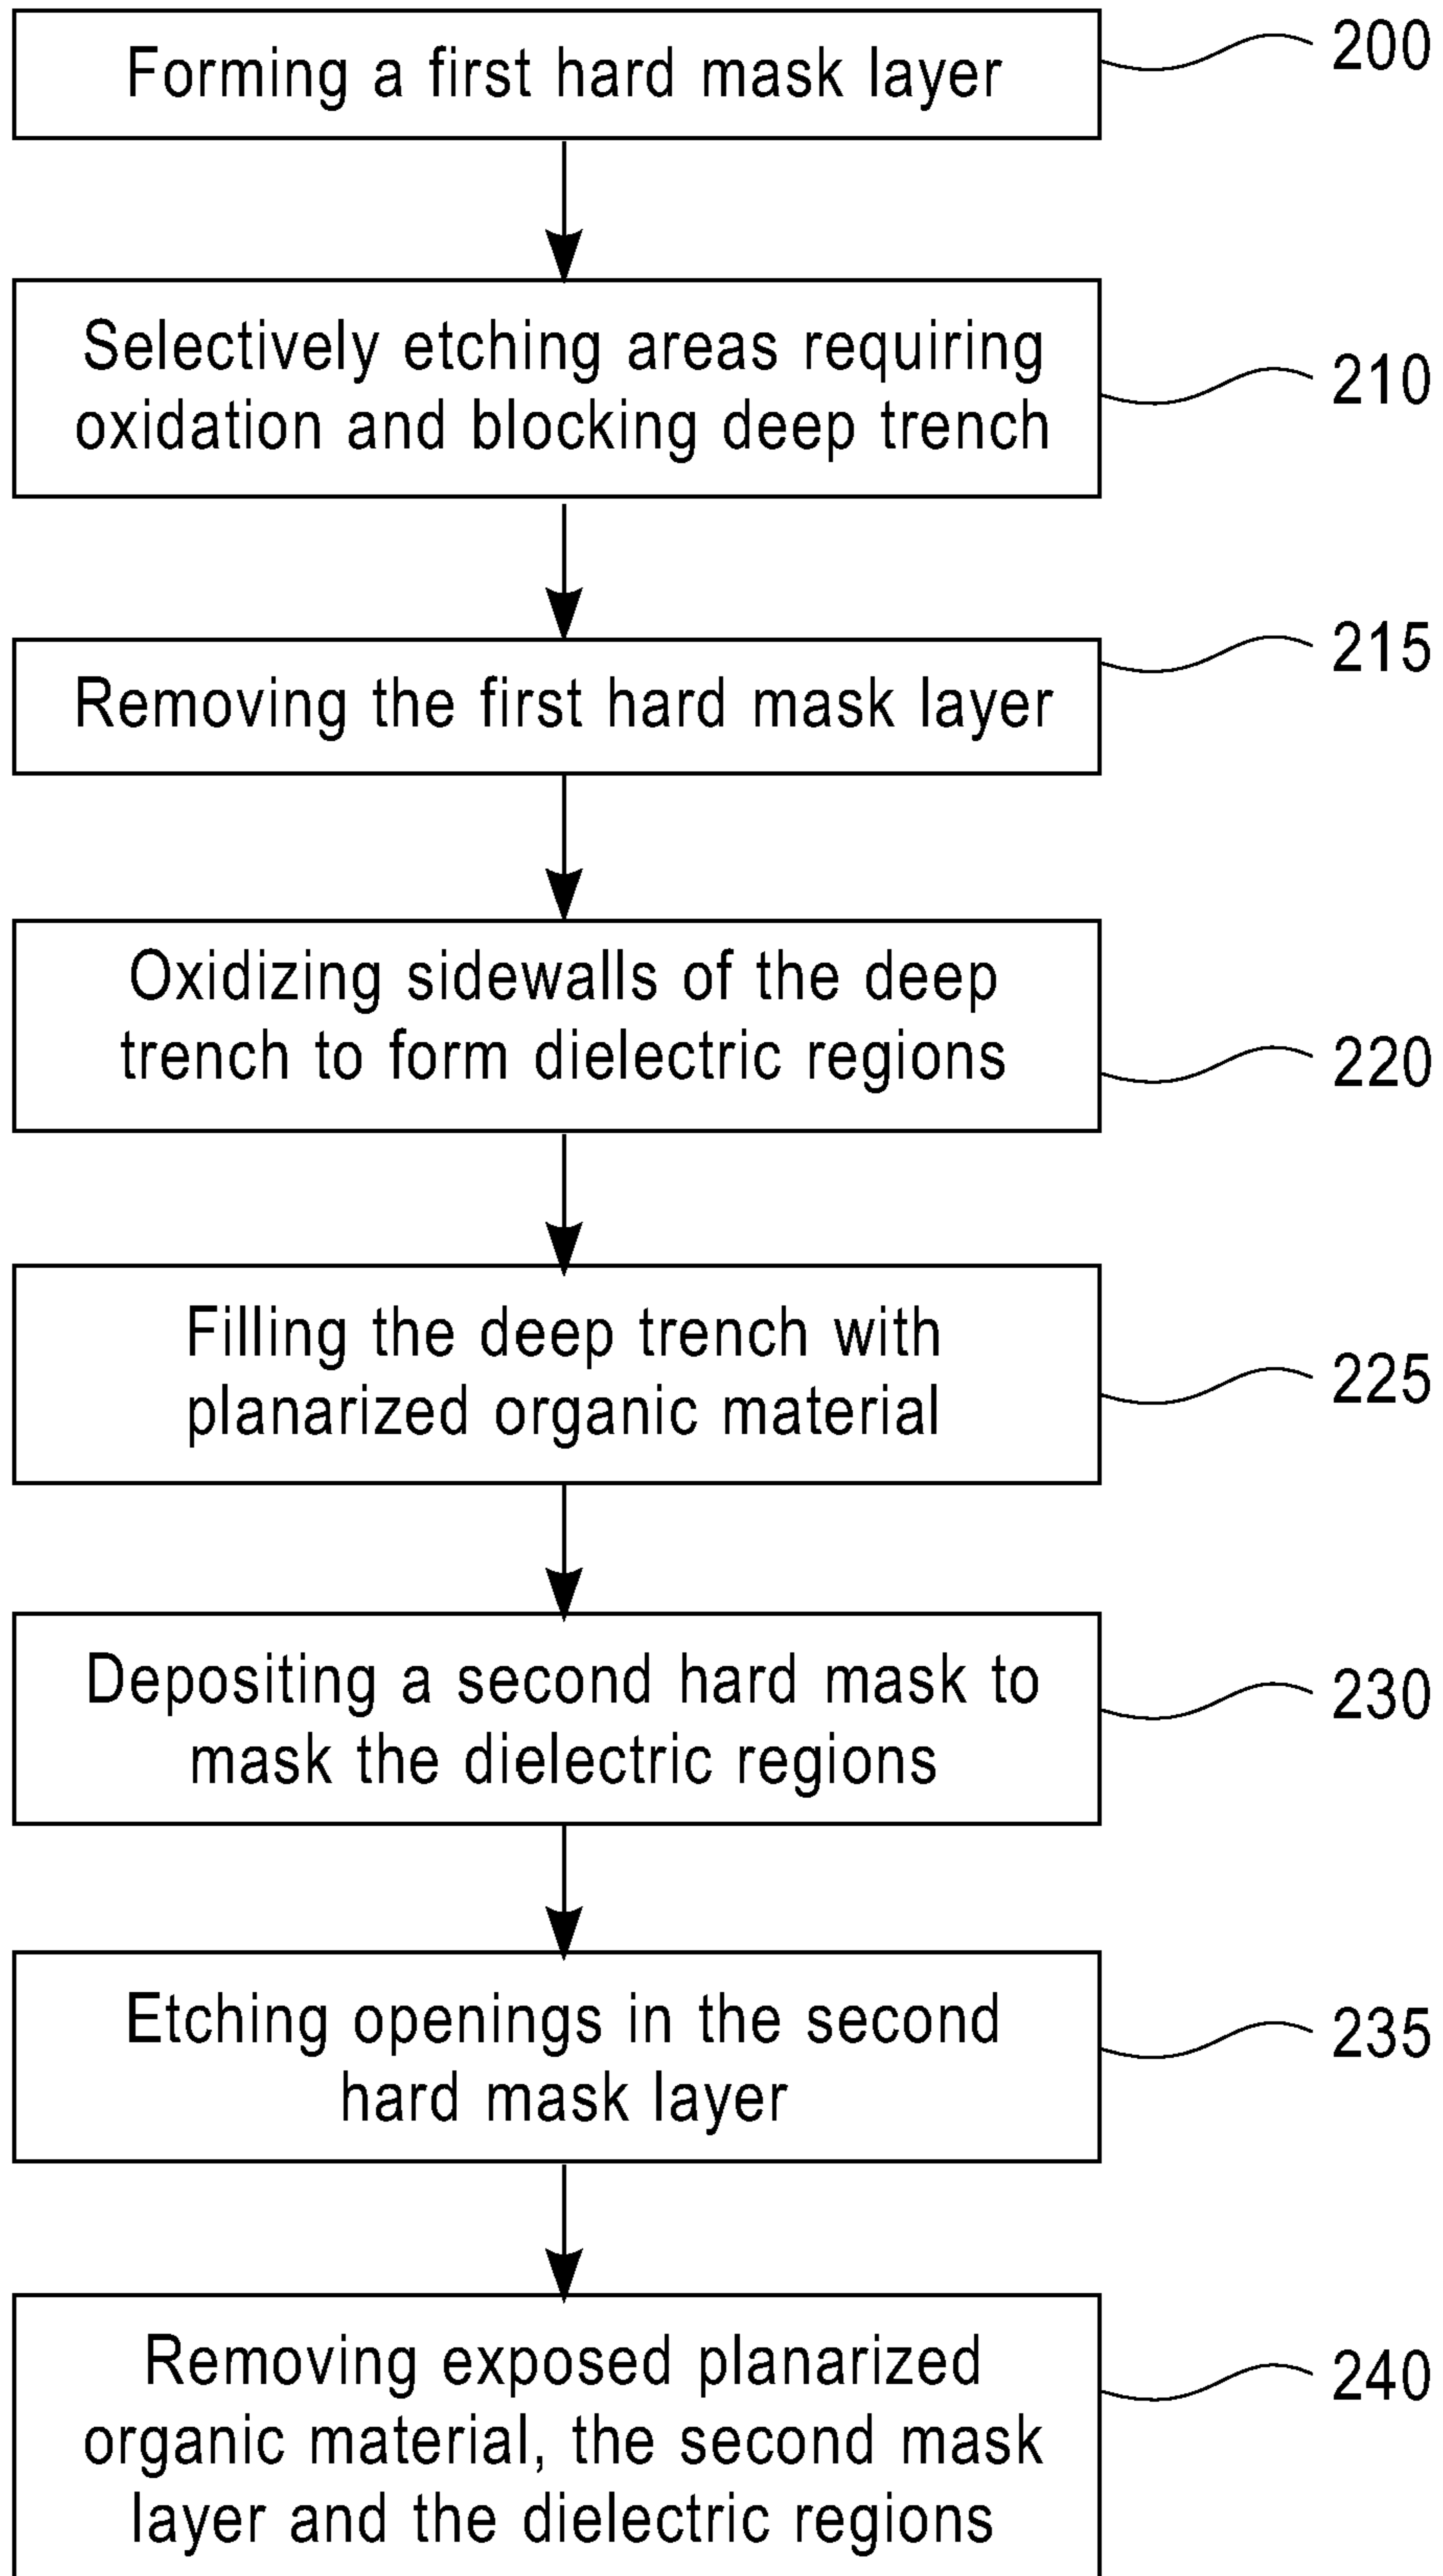 Forming a first hard mask layer
200
Selectively etching areas requiring
oxidation and blocking deep trench
210
Removing the first hard mask layer
215
Oxidizing sidewalls of the deep
trench to form dielectric regions
220
Filling the deep trench with
planarized organic material
225
Depositing a second hard mask to
mask the dielectric regions
230
Etching openings in the second
hard mask layer
235
Removing exposed planarized
organic material, the second mask
layer and the dielectric regions
240